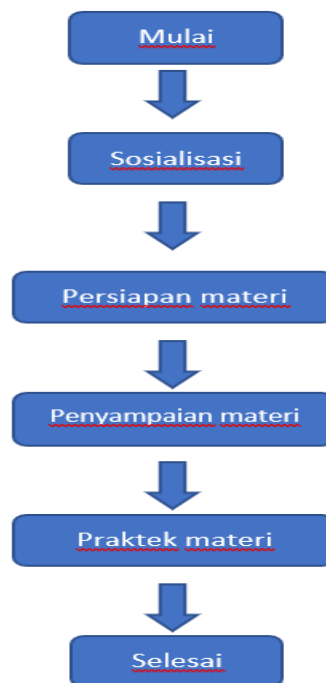 Mulai
Sosialisasi
Persiapan materi
Penyampaian materi
Praktek materi
Selesai